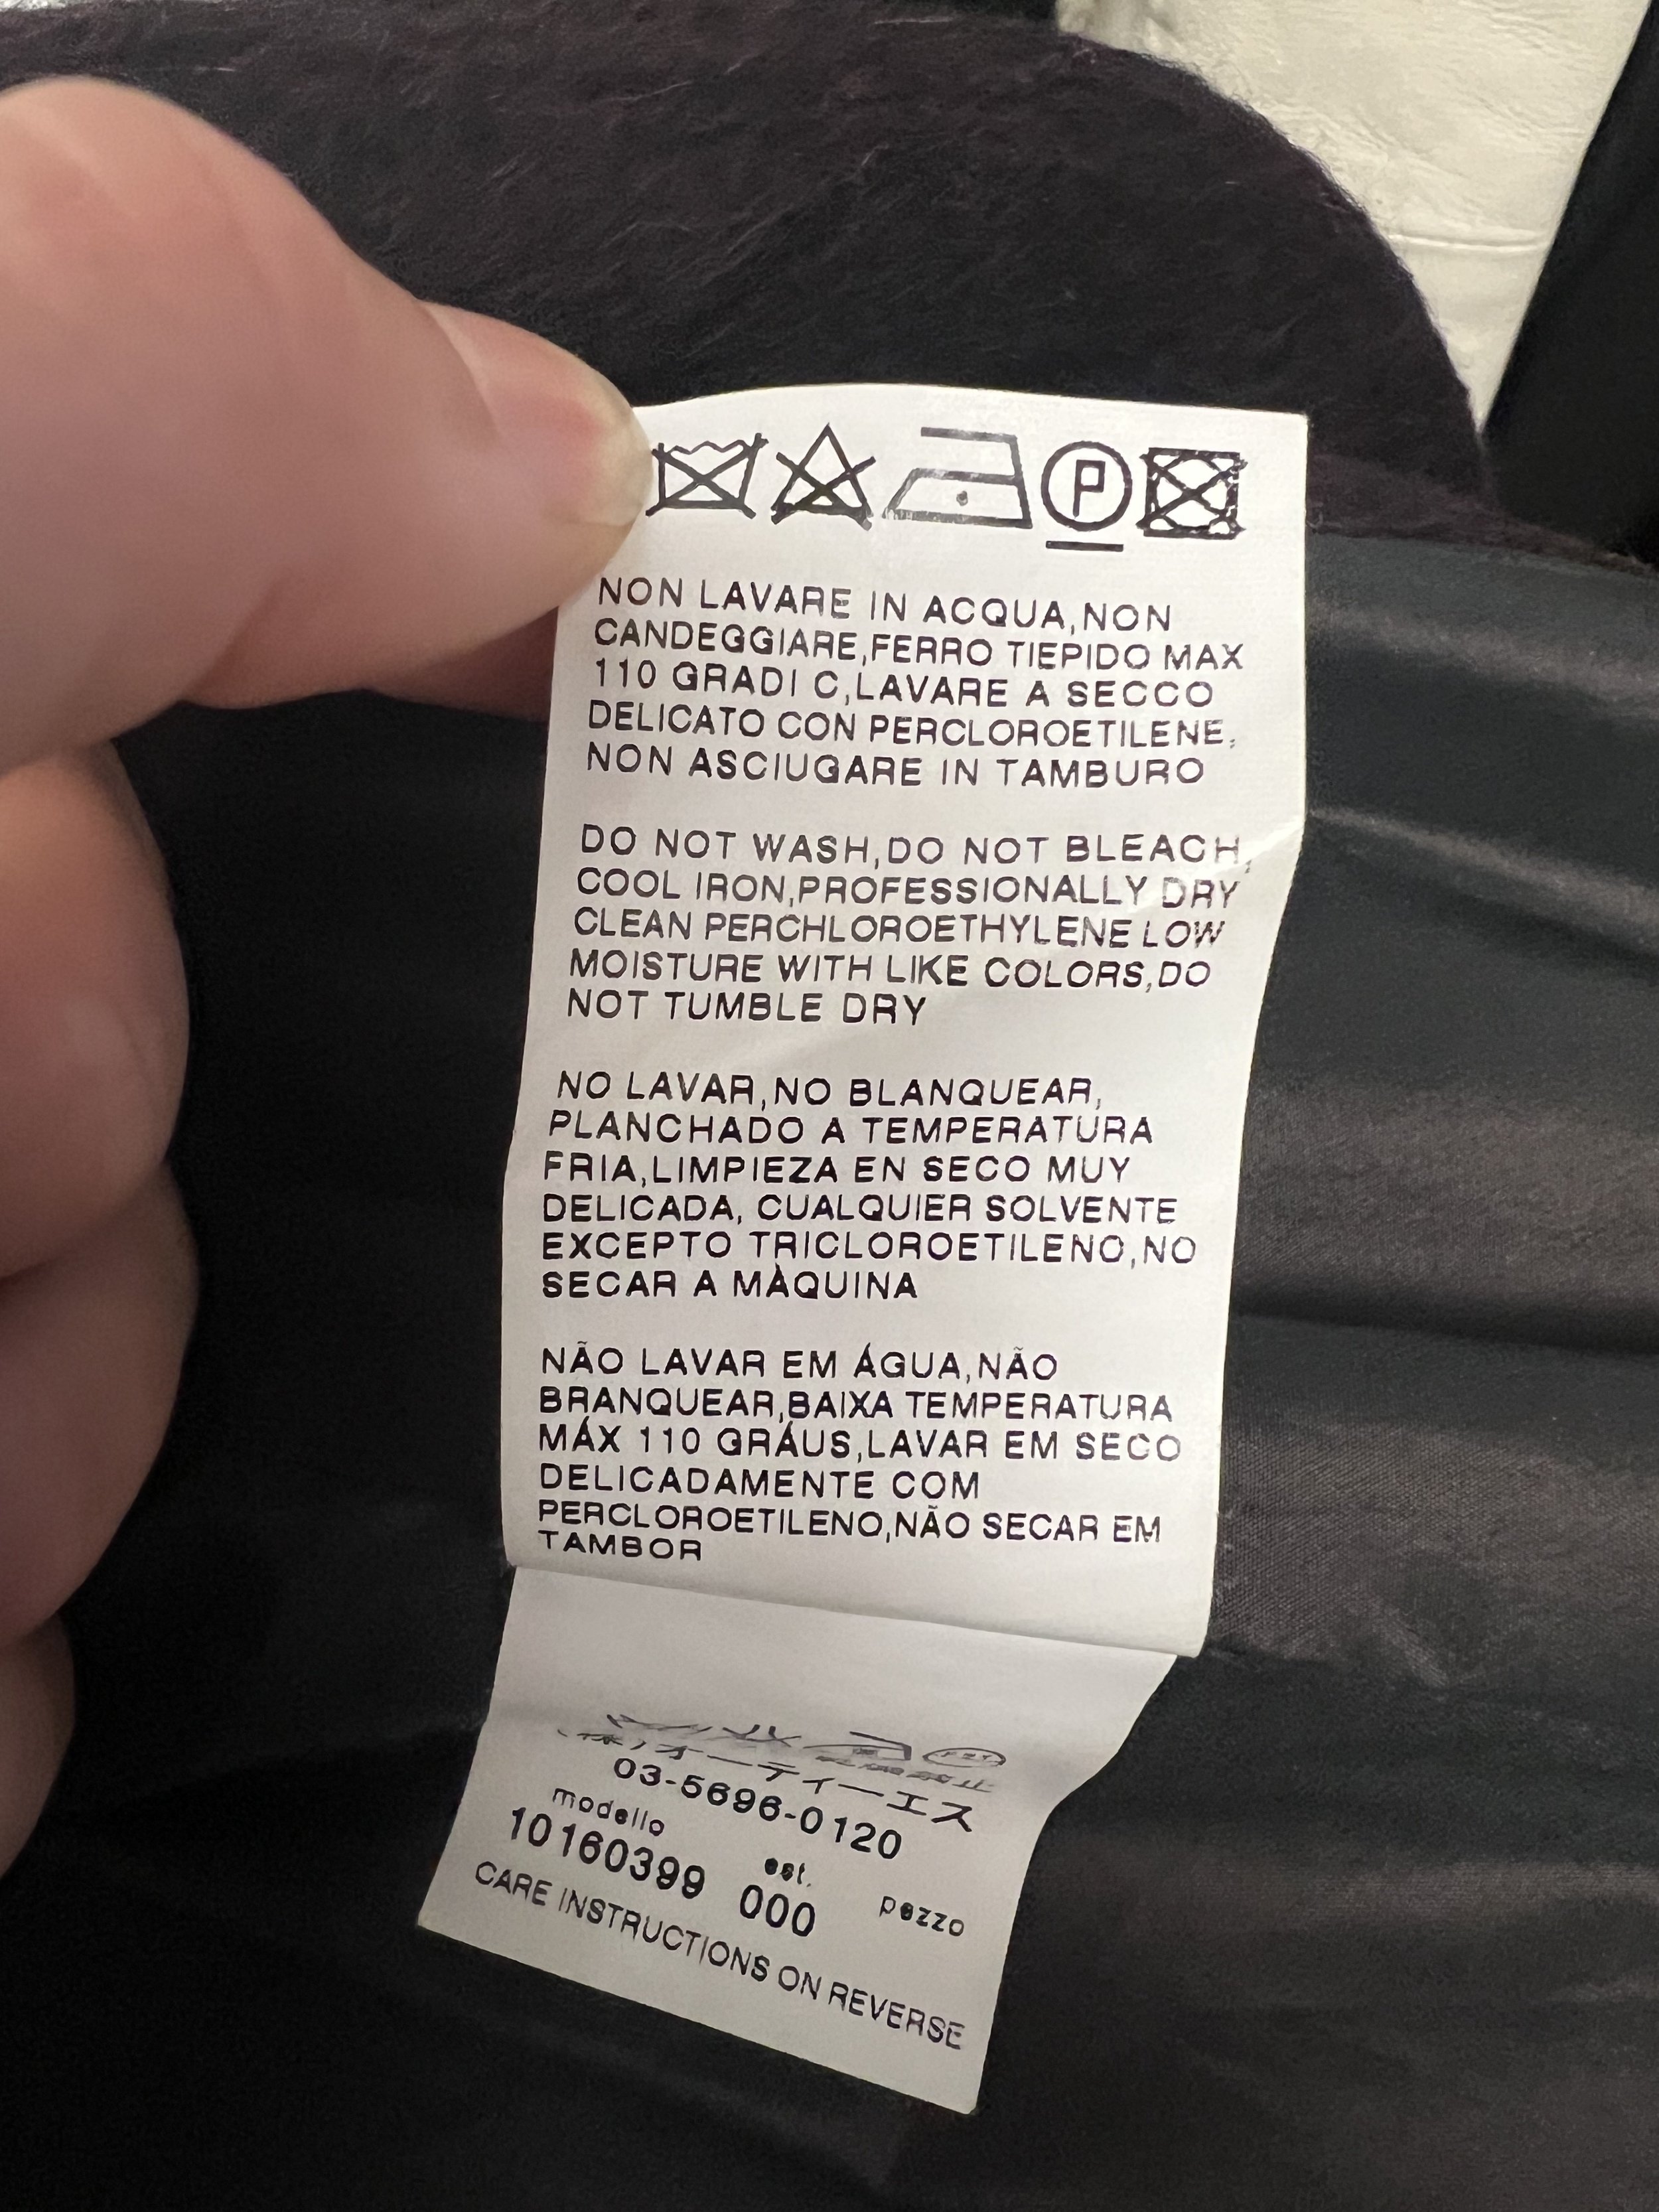 P
NON LAVARE IN ACQUA,NON
CANDEGGIARE,FERRO TIEPIDO MAX
110 GRADI C,LAVARE A SECCO
DELICATO CON PERCLOROETILENE,
NON ASCIUGARE IN TAMBURO
DO NOT WASH,DO NOT BLEACH,
COOL IRON,PROFESSIONALLY DRY
CLEAN PERCHLOROETHYLENE LOW
MOISTURE WITH LIKE COLORS,DO
NOT TUMBLE DRY
NO LAVAR,NO BLANQUEAR,
PLANCHADO A TEMPERATURA
FRIA,LIMPIEZA EN SECO MUY
DELICADA, CUALQUIER SOLVENTE
EXCEPTO TRICLOROETILENO,NO
SECAR A MÀQUINA
NÃO LAVAR EM ÁGUA,NÃO
BRANQUEAR,BAIXA TEMPERATURA
MÁX 110 GRÁUS,LAVAR EM SECO
DELICADAMENTE COM
PERCLOROETILENO,NÃO SECAR EM
TAMBOR
オーティーエス
03-5696-0120
modello est. pezzo
10160399 000
CARE INSTRUCTIONS ON REVERSE